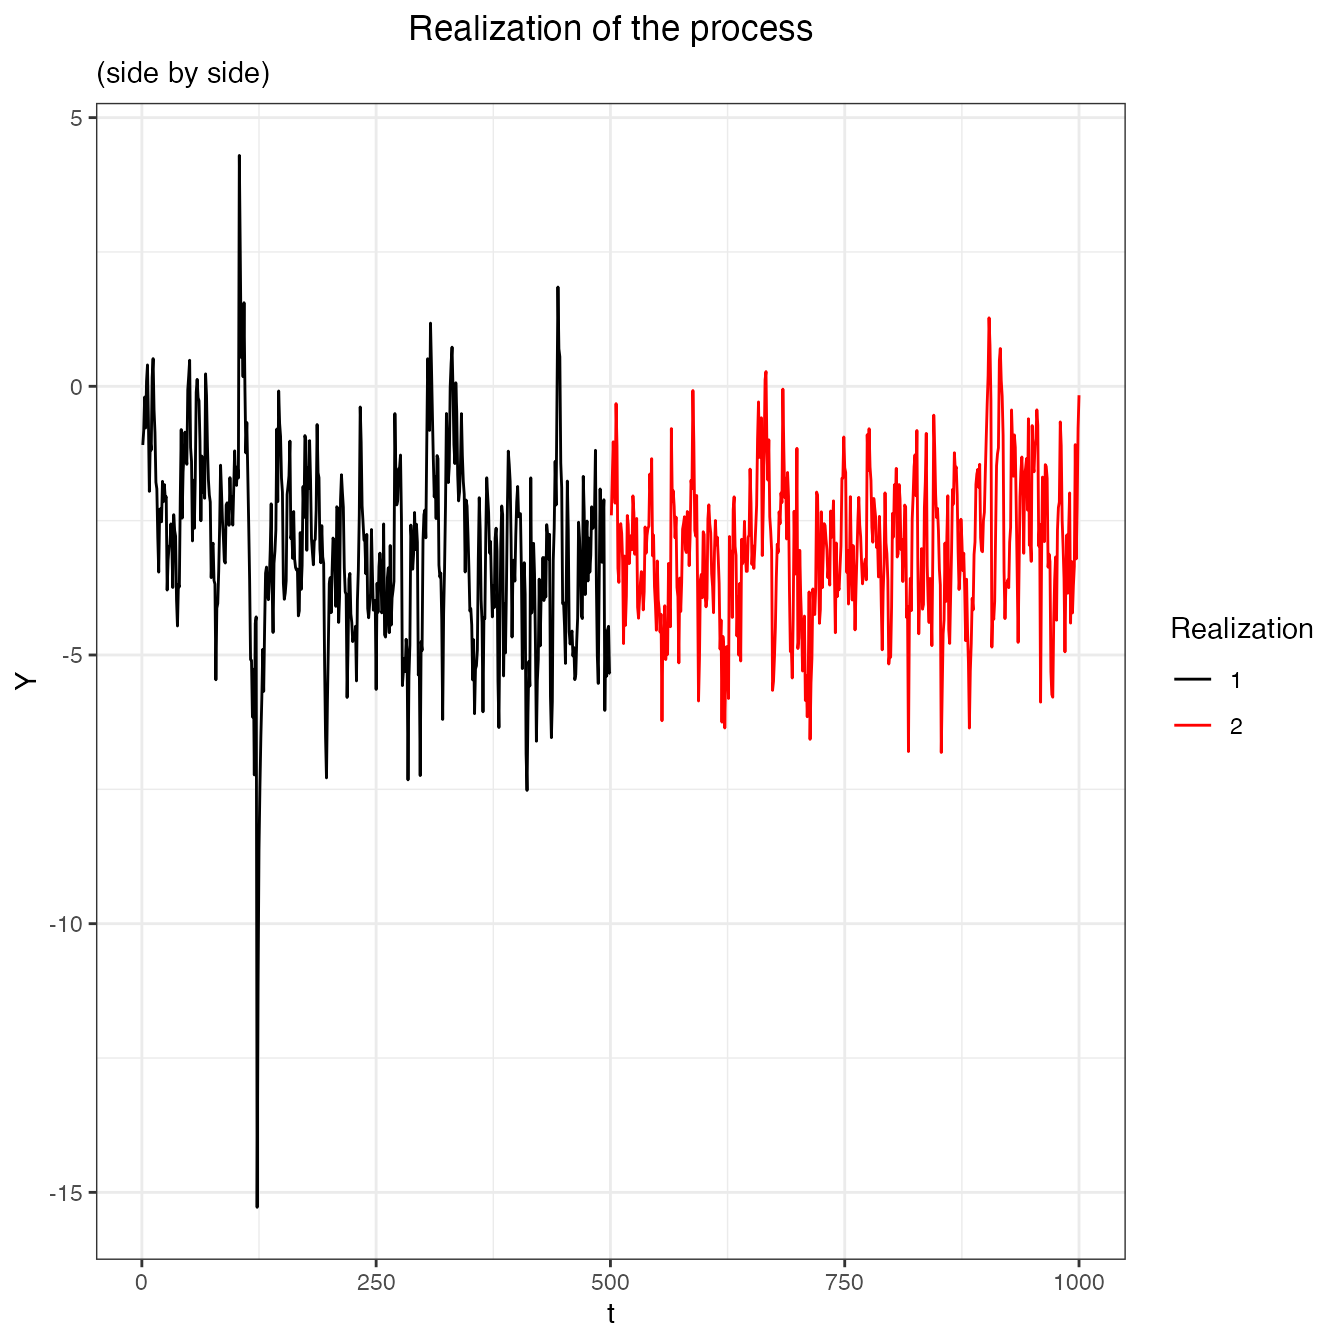 Realization of the process
(side by side)
5
0
-5
-10
-15
Y
0 250 500 750 1000
t
Realization
1
2